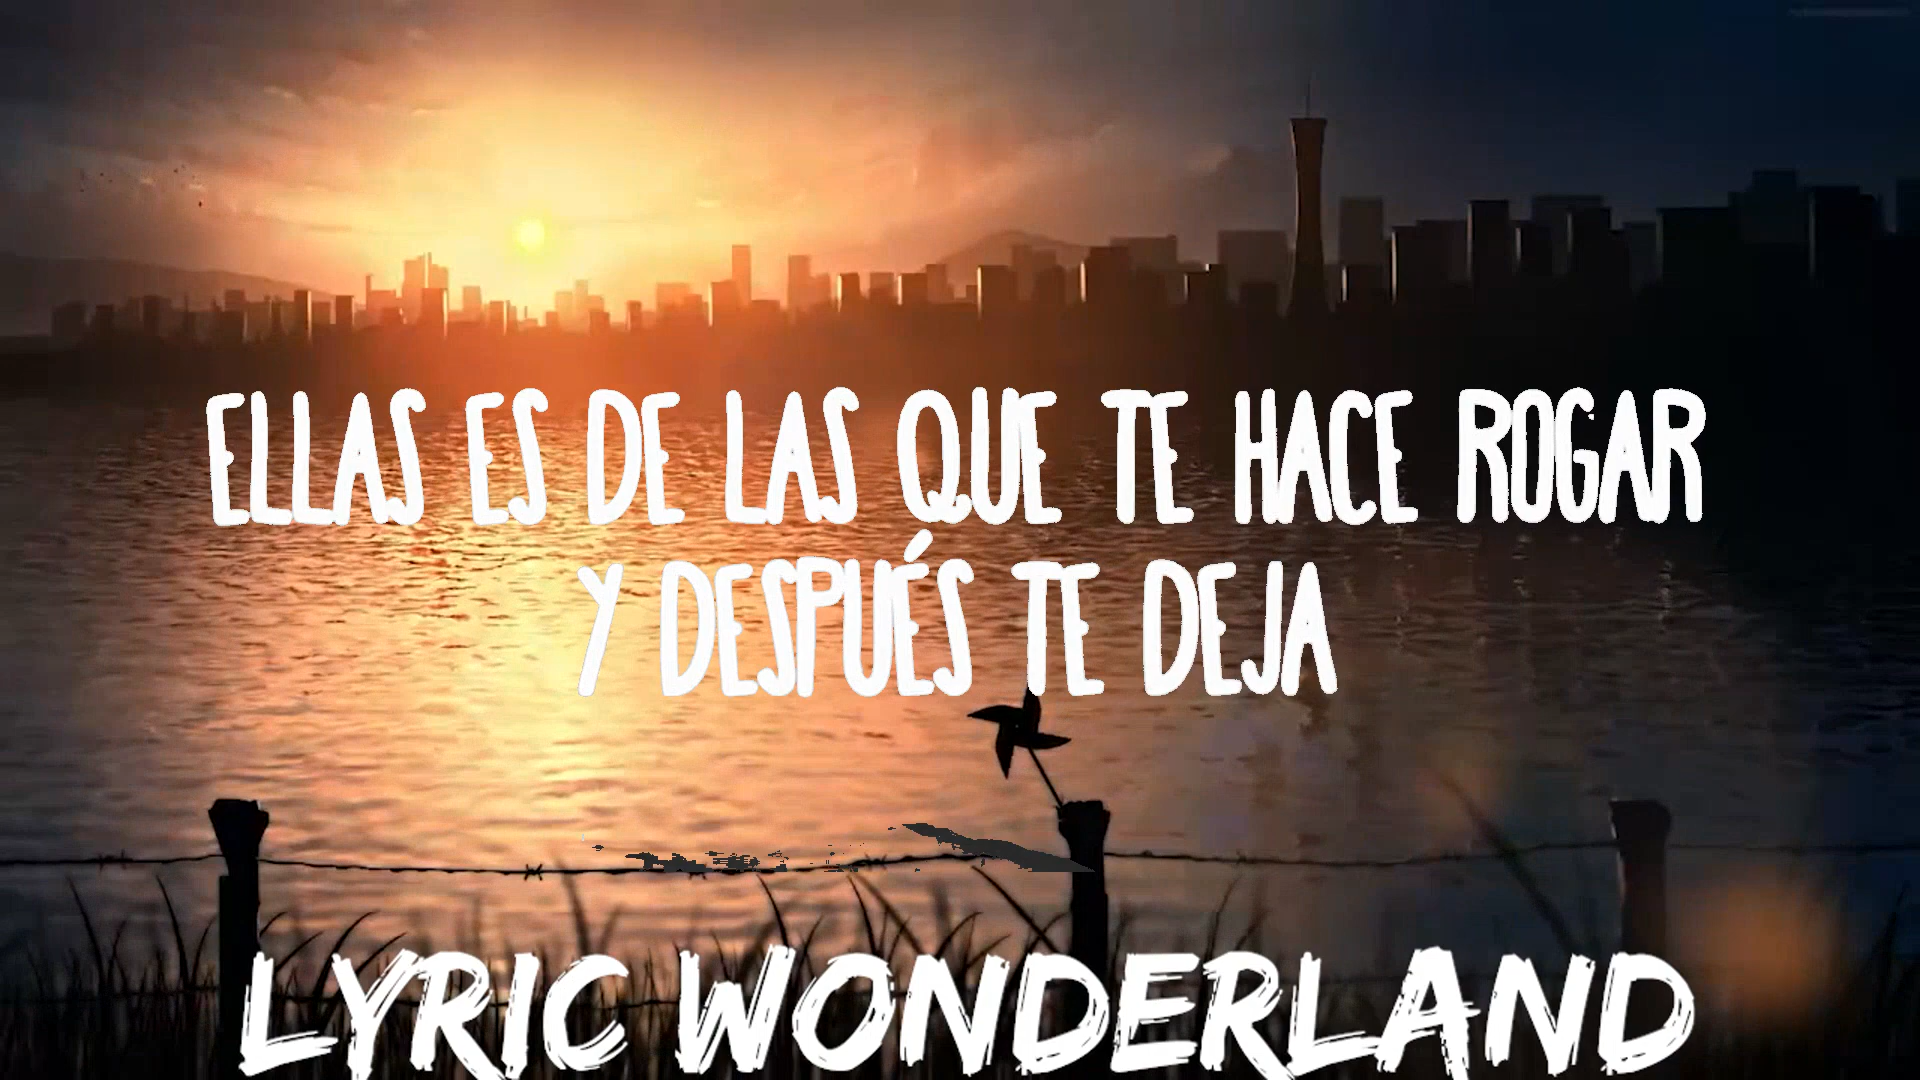 ELLAS ES DE LAS QUE TE HACE ROGAR
Y DESPUÉS TE DEJA
LYRIC WONDERLAND